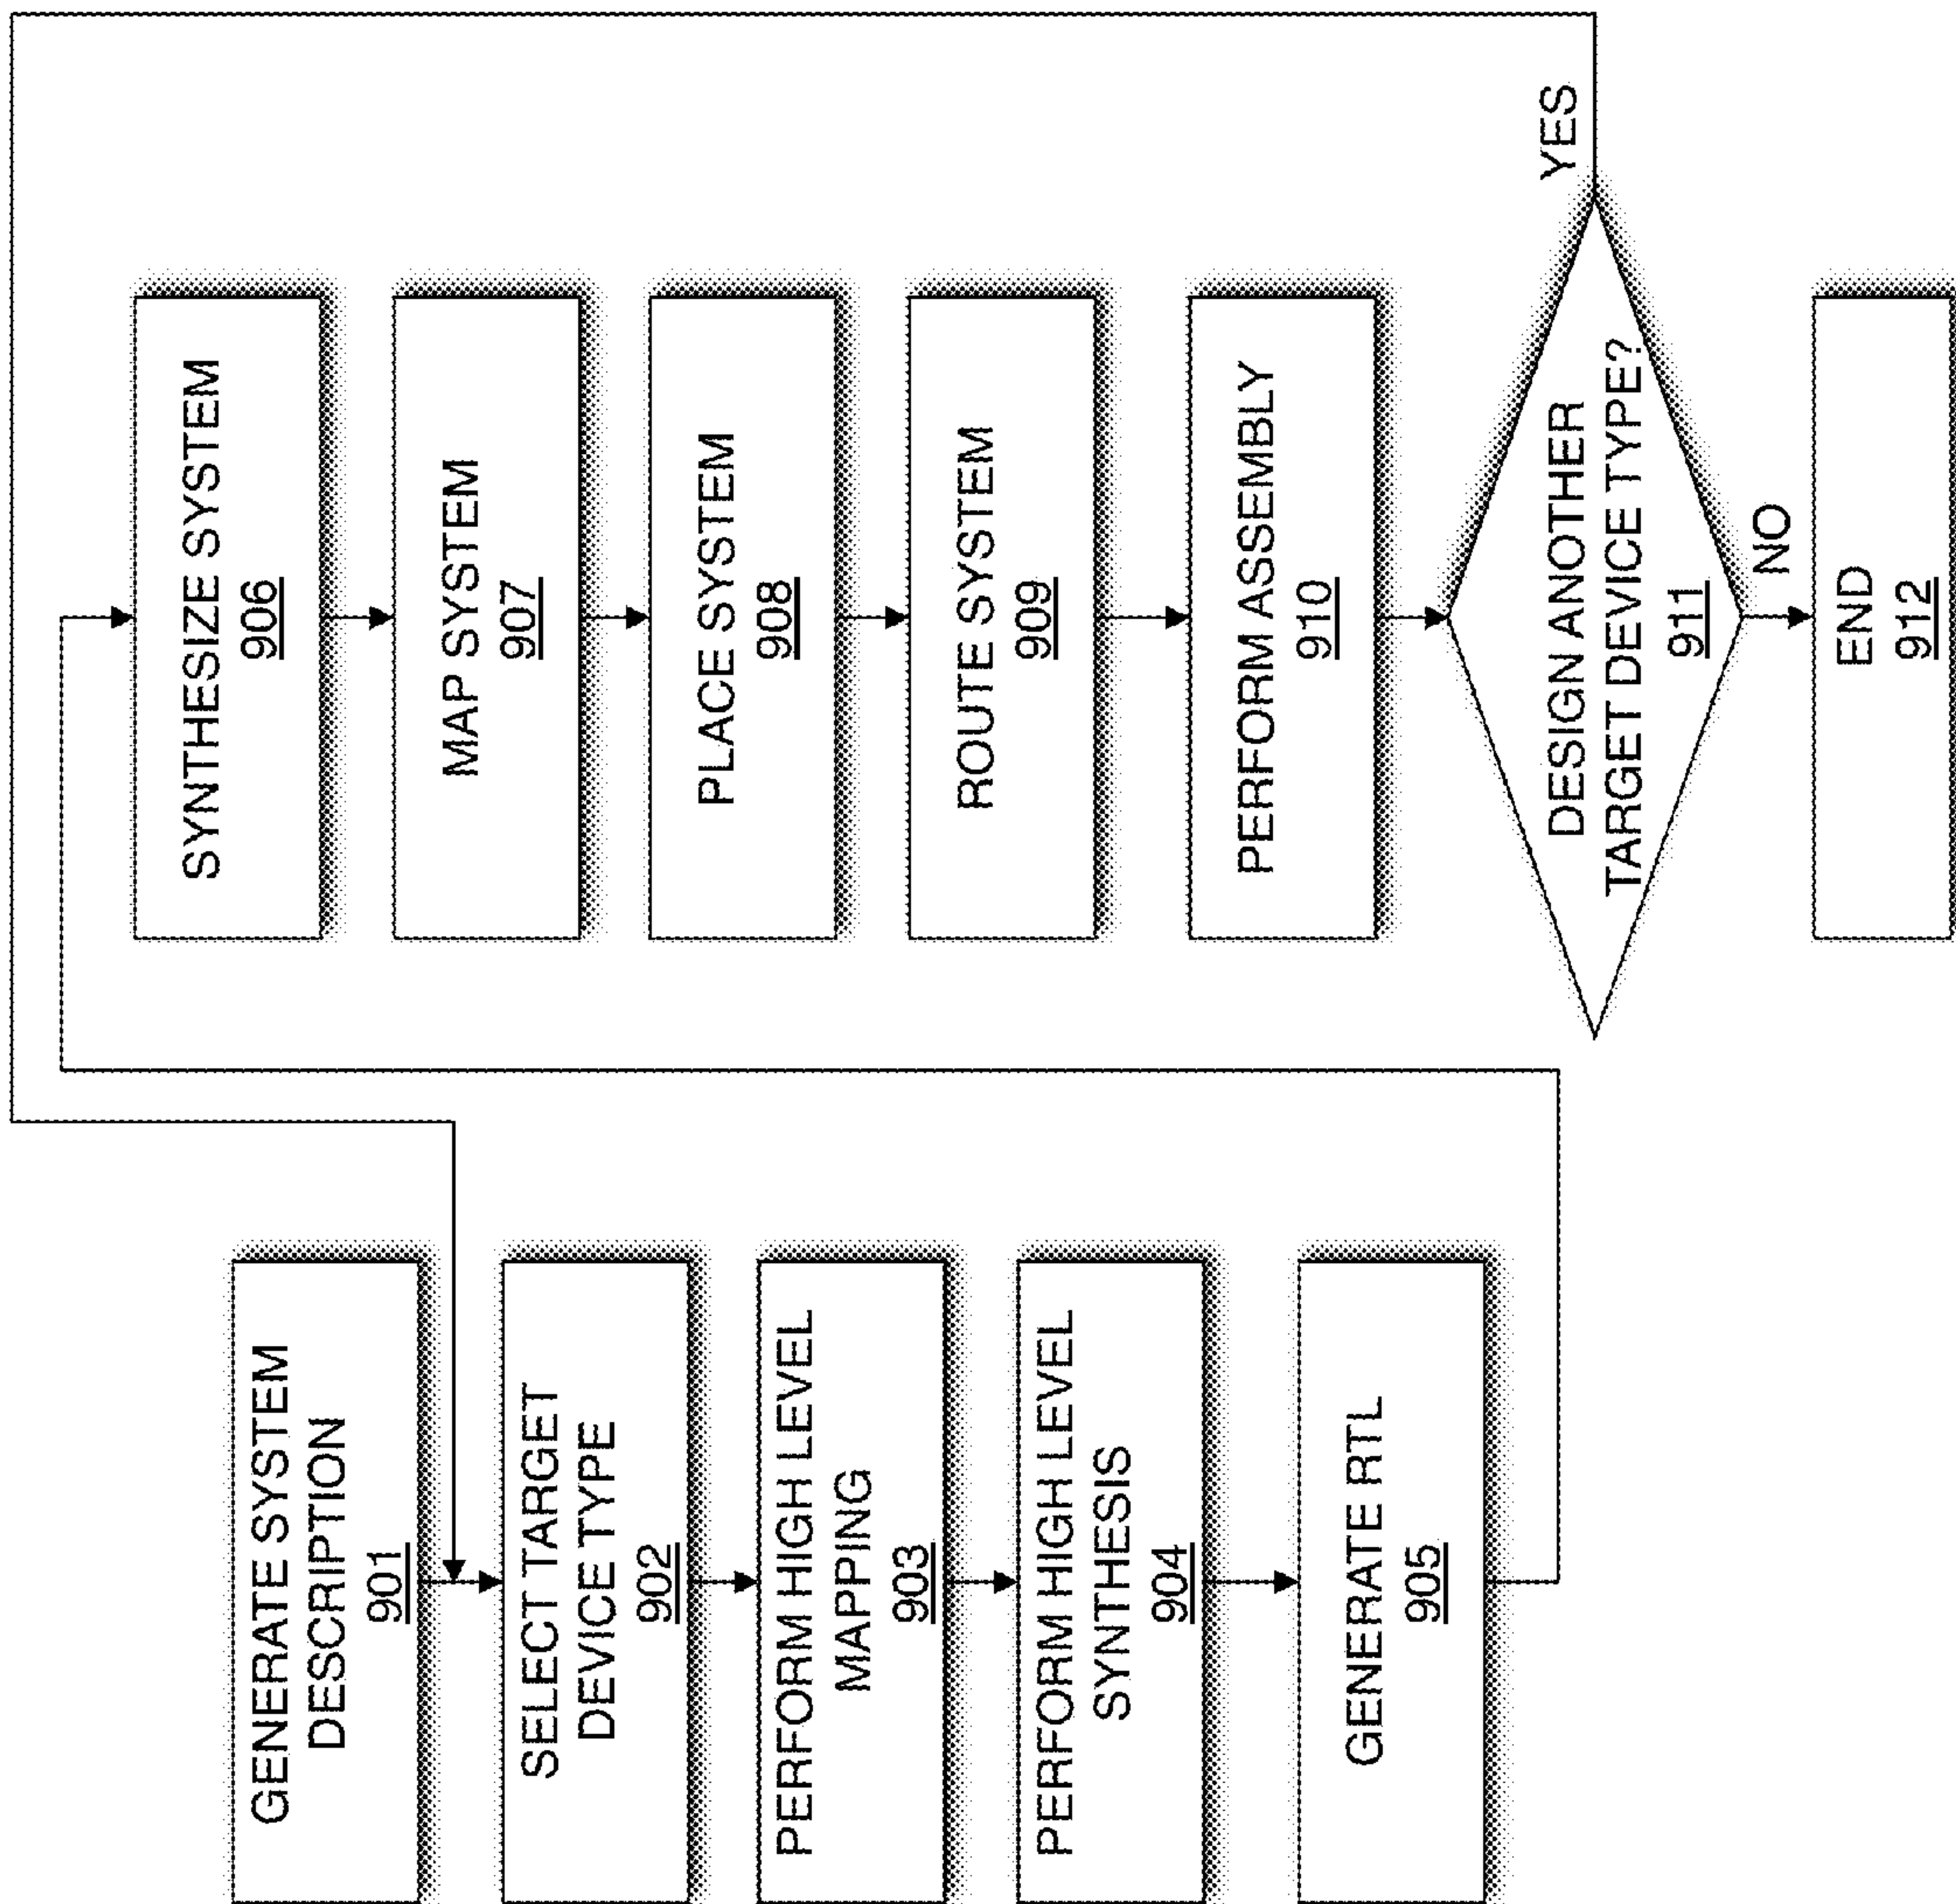 GENERATE SYSTEM
DESCRIPTION
901
SELECT TARGET
DEVICE TYPE
902
PERFORM HIGH LEVEL
MAPPING
903
PERFORM HIGH LEVEL
SYNTHESIS
904
GENERATE RTL
905
SYNTHESIZE SYSTEM
906
MAP SYSTEM
907
PLACE SYSTEM
908
ROUTE SYSTEM
909
PERFORM ASSEMBLY
910
DESIGN ANOTHER
TARGET DEVICE TYPE?
911
YES
NO
END
912